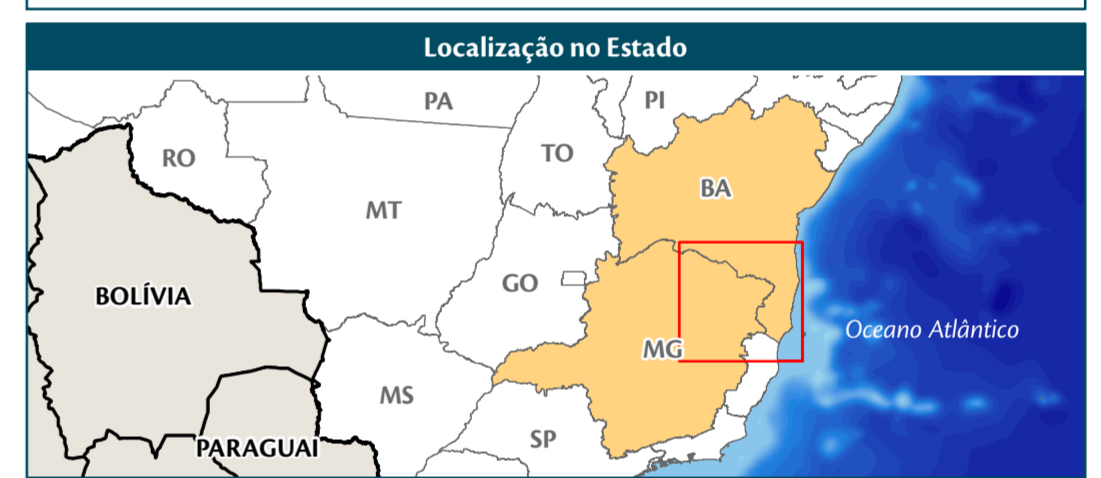 Localização no Estado
PA
PI
RO
TO
BA
MT
GO
BOLÍVIA
Oceano Atlântico
MG
MS
SP
PARAGUAI